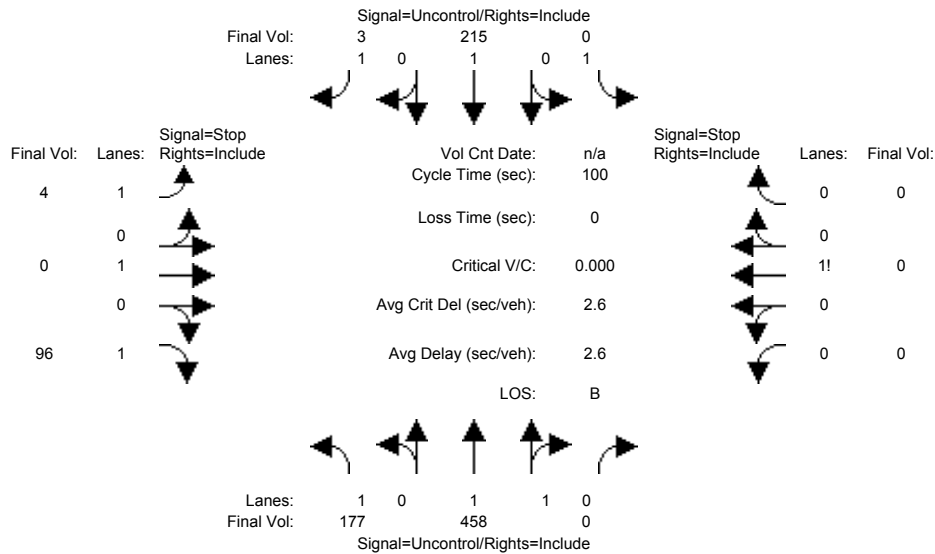 Signal=Uncontrol/Rights=Include
Final Vol: 3 215 0
Lanes: 1 0 1 0 1
Signal=Stop Signal=Stop
Final Vol: Lanes: Rights=Include Vol Cnt Date: n/a Rights=Include Lanes: Final Vol:
Cycle Time (sec): 100
4 1 0 0
Loss Time (sec): 0
0 0
0 1 Critical V/C: 0.000 1! 0
0 Avg Crit Del (sec/veh): 2.6 0
96 1 Avg Delay (sec/veh): 2.6 0 0
LOS: B
Lanes: 1 0 1 1 0
Final Vol: 177 458 0
Signal=Uncontrol/Rights=Include